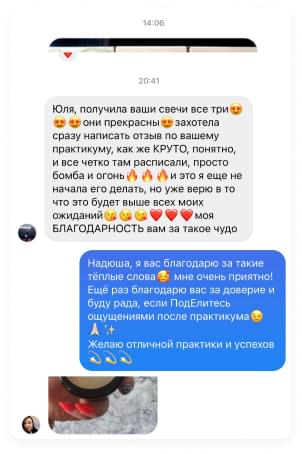 14:06
20:41
Юля, получила ваши свечи все три😍
😍😍они прекрасны😍захотела
сразу написать отзыв по вашему
практикуму, как же КРУТО, понятно,
и все четко там расписали, просто
бомба и огонь🔥🔥🔥и это я еще не
начала его делать, но уже верю в то
что это будет выше всех моих
ожиданий😘😘😘❤️❤️❤️моя
БЛАГОДАРНОСТЬ вам за такое чудо
Надюша, я вас благодарю за такие
тёплые слова🥰 мне очень приятно!
Ещё раз благодарю вас за доверие и
буду рада, если ПодЕлитесь
ощущениями после практикума😉
🙏🏻✨
Желаю отличной практики и успехов
💫💫💫